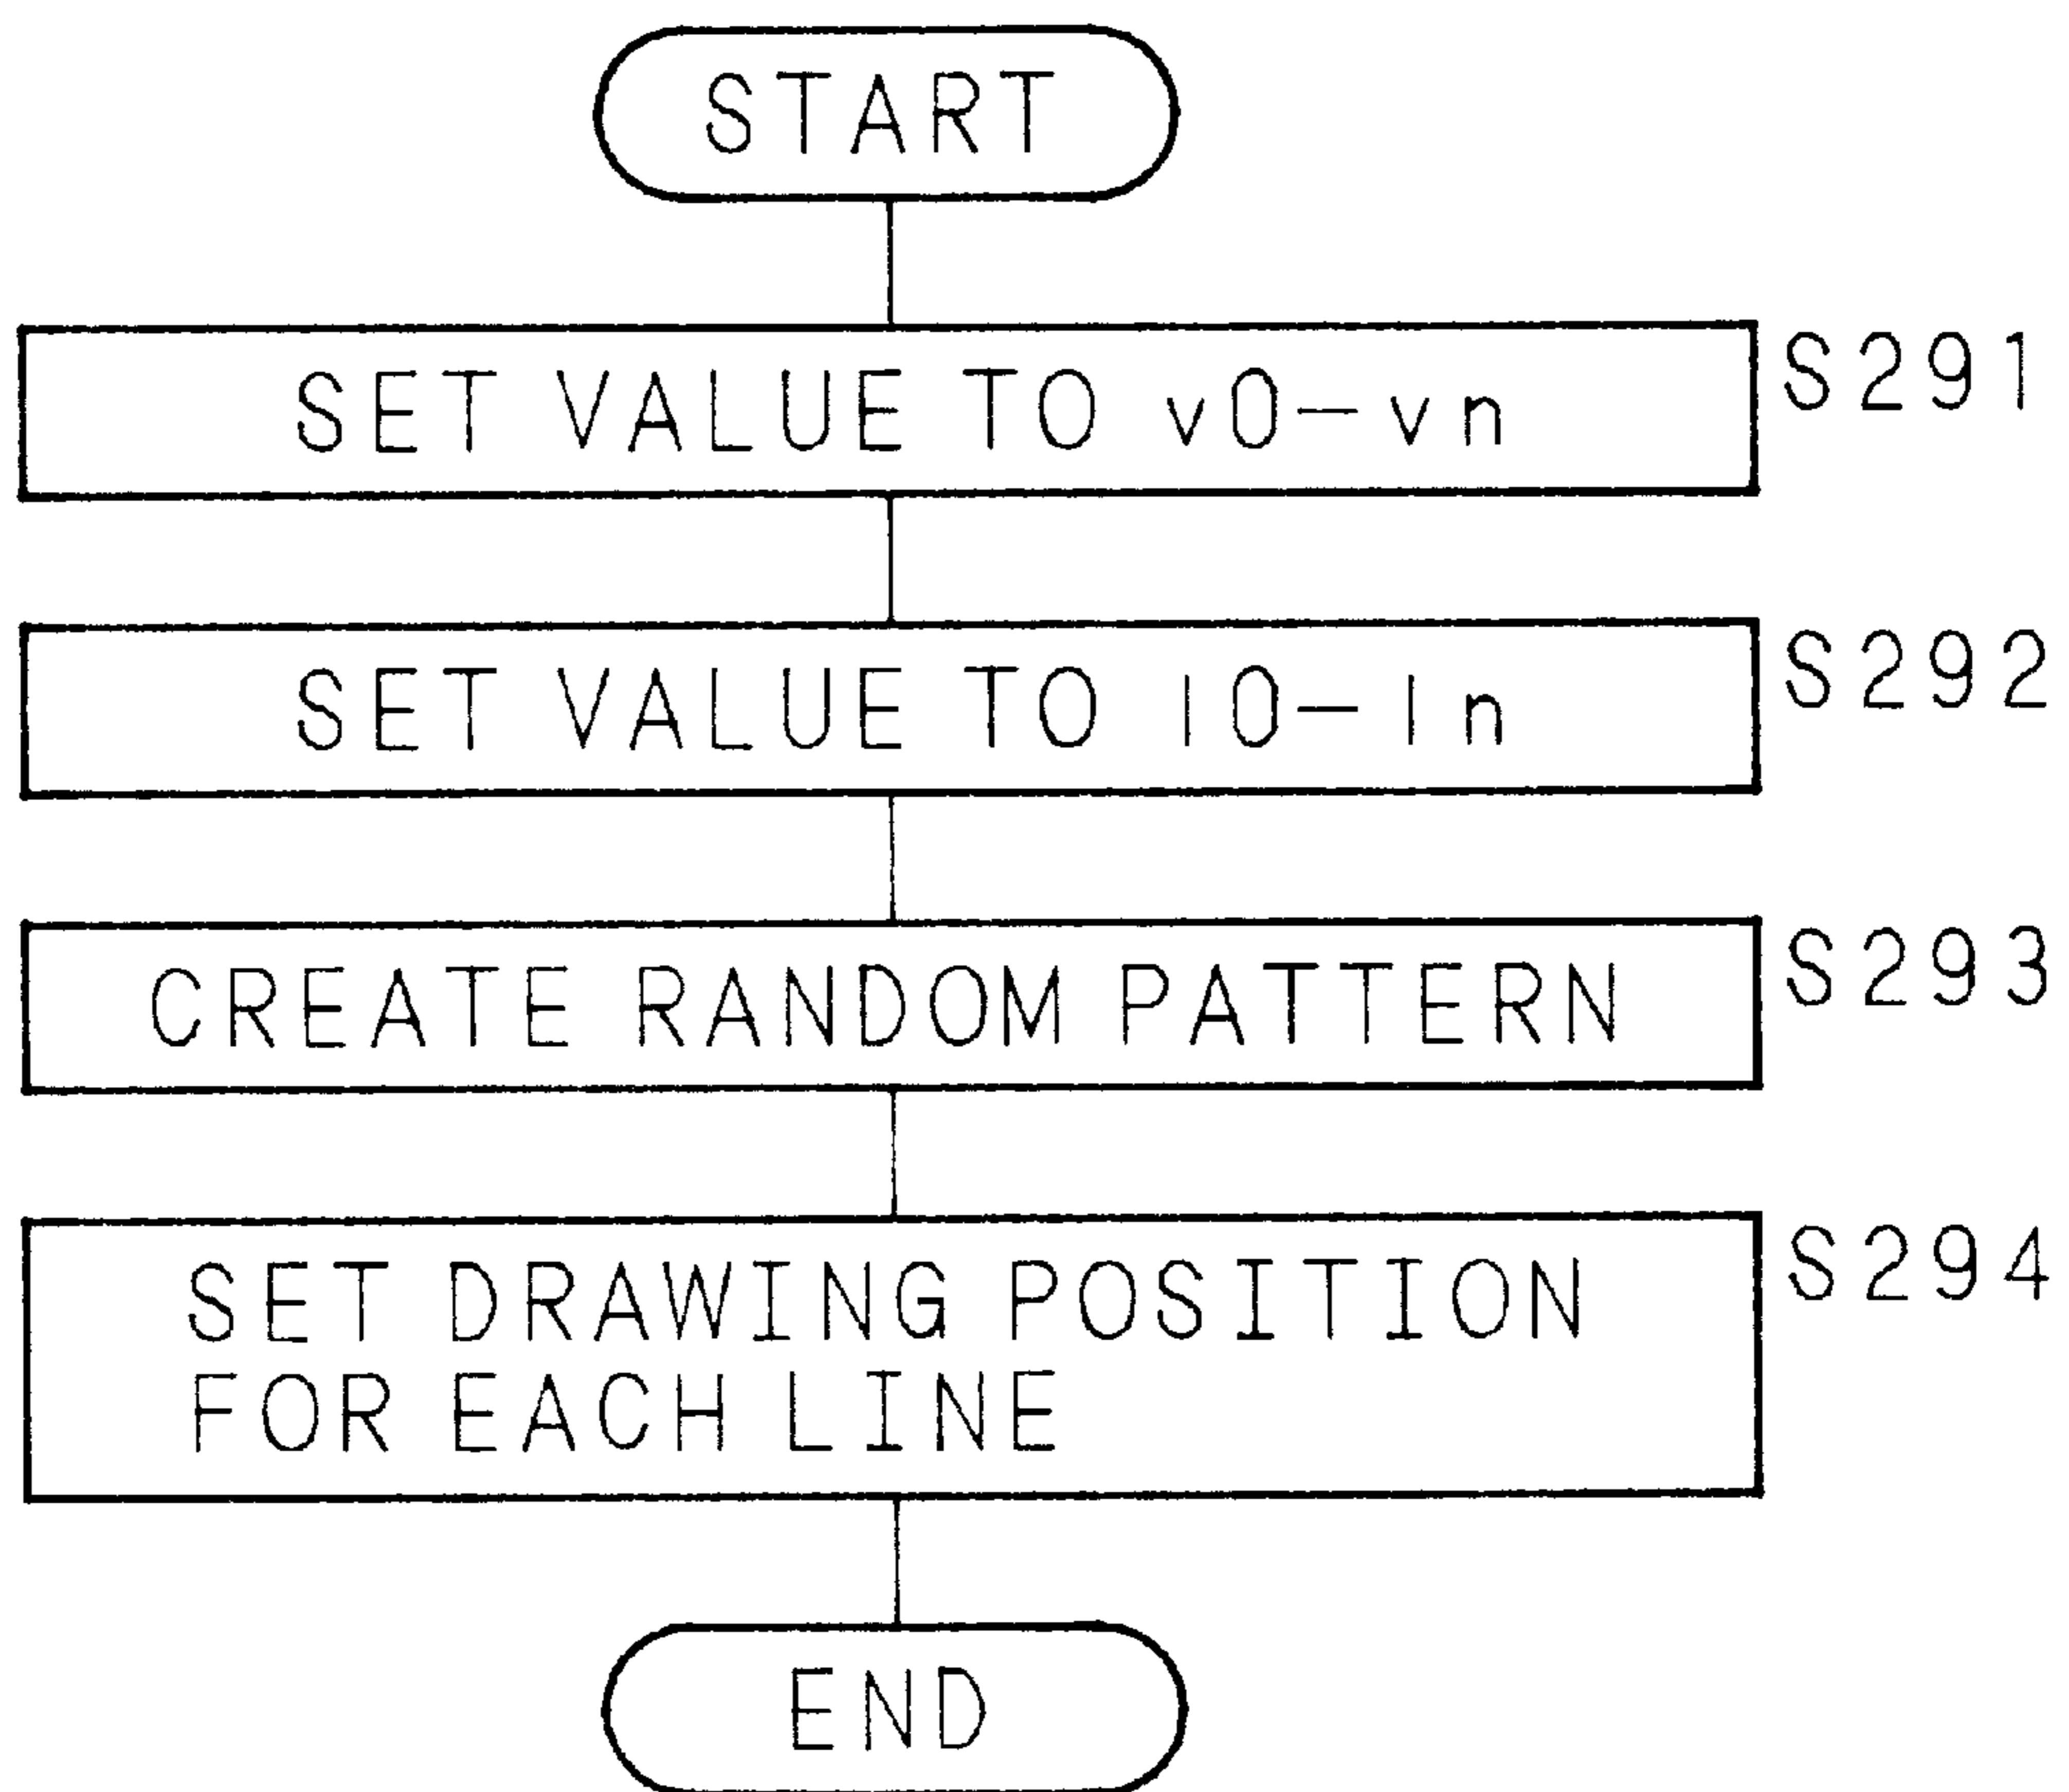 START
SET VALUE TO v0-vn
S291
SET VALUE TO l0-ln
S292
CREATE RANDOM PATTERN
S293
SET DRAWING POSITION
S294
FOR EACH LINE
END